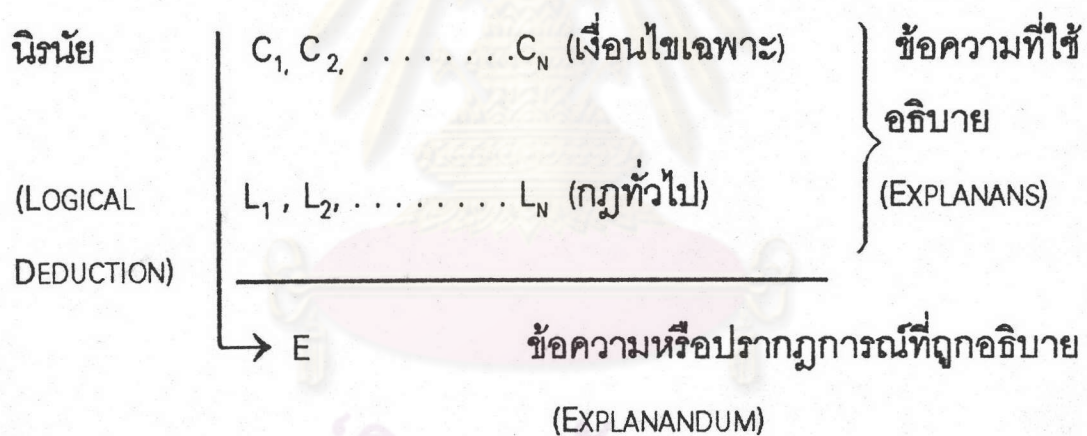 นิรนัย C₁, C₂, . . . . . . . . Cₙ (เงื่อนไขเฉพาะ) ข้อความที่ใช้
อธิบาย
(LOGICAL L₁ , L₂, . . . . . . . . . Lₙ (กฎทั่วไป) (EXPLANANS)
DEDUCTION)
→ E ข้อความหรือปรากฏการณ์ที่ถูกอธิบาย
(EXPLANANDUM)